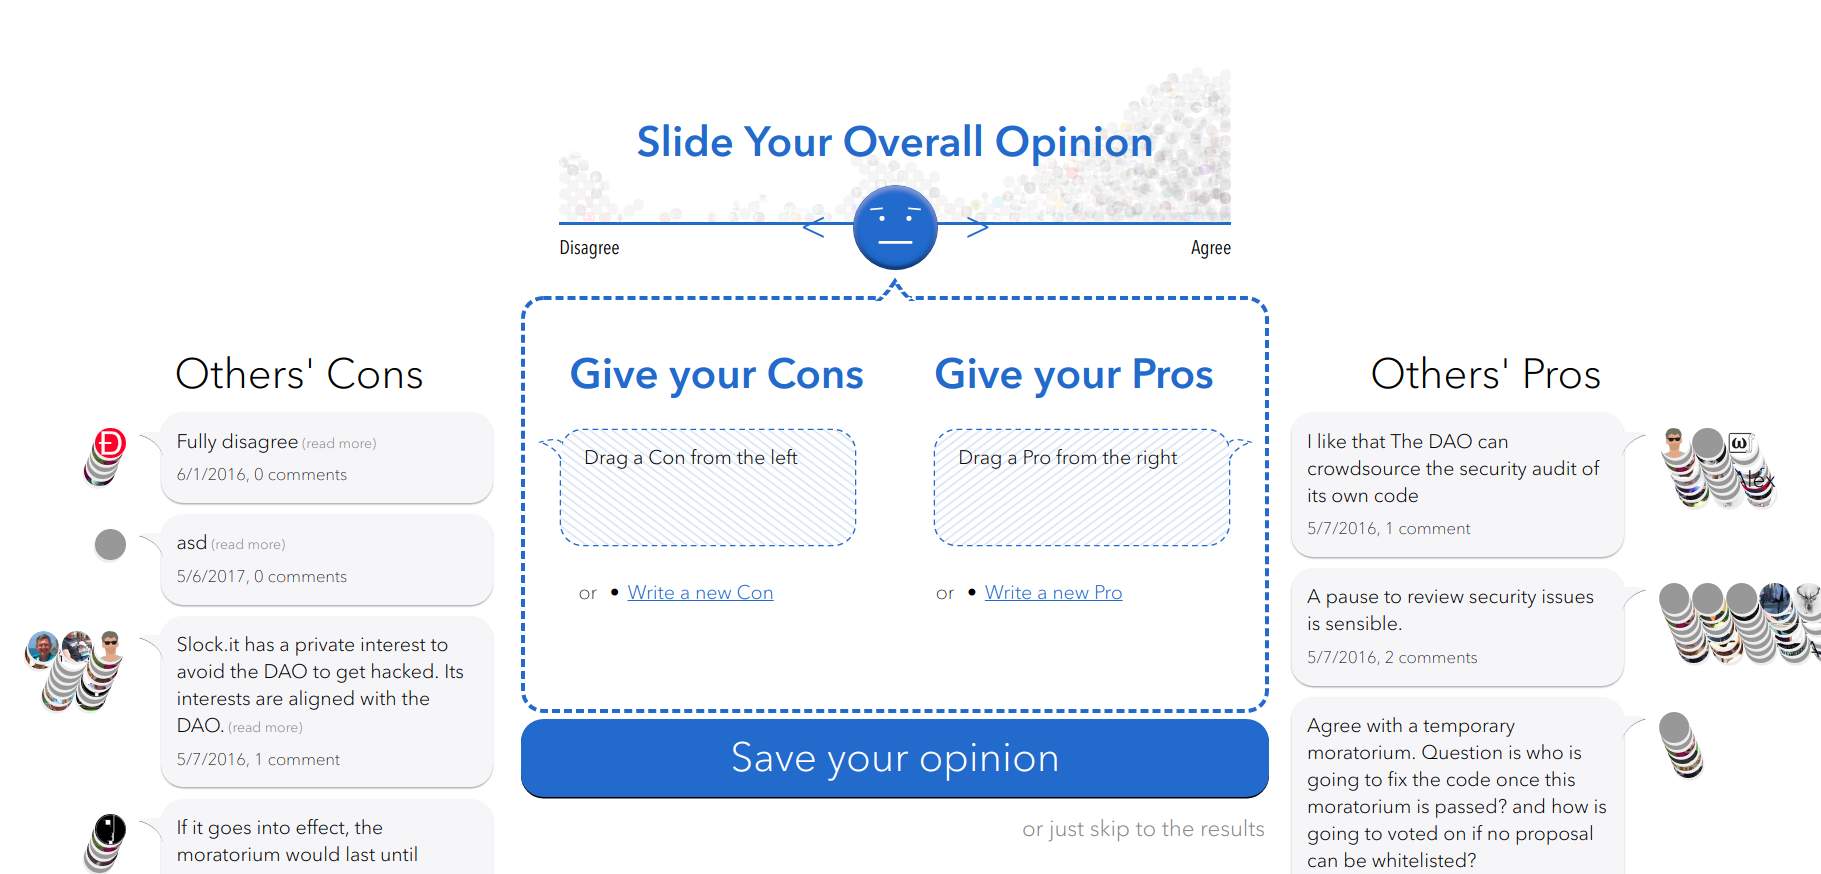 Slide Your Overall Opinion
< >
Disagree
Agree
Others' Cons
Fully disagree (read more)
6/1/2016, 0 comments
asd (read more)
5/6/2017, 0 comments
Slock.it has a private interest to
avoid the DAO to get hacked. Its
interests are aligned with the
DAO. (read more)
5/7/2016, 1 comment
If it goes into effect, the
moratorium would last until
Give your Cons
Drag a Con from the left
or • Write a new Con
Give your Pros
Drag a Pro from the right
or • Write a new Pro
Save your opinion
or just skip to the results
Others' Pros
I like that The DAO can
crowdsource the security audit of
its own code
5/7/2016, 1 comment
A pause to review security issues
is sensible.
5/7/2016, 2 comments
Agree with a temporary
moratorium. Question is who is
going to fix the code once this
moratorium is passed? and how is
going to voted on if no proposal
can be whitelisted?